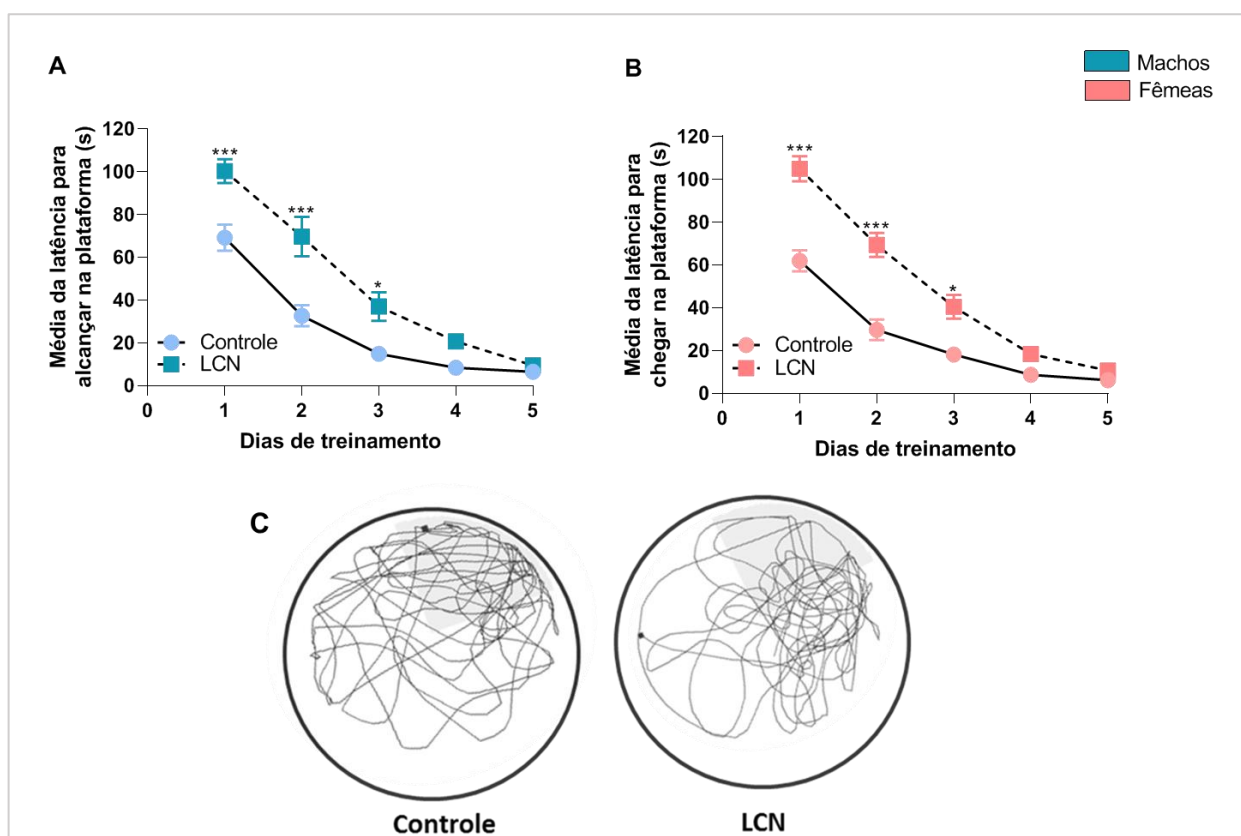 A
B
Machos
Fêmeas
Média da latência para
alcançar na plataforma (s)
120
100
80
60
40
20
0
***
***
*
Controle
LCN
0 1 2 3 4 5
Dias de treinamento
Média da latência para
chegar na plataforma (s)
120
100
80
60
40
20
0
***
***
*
Controle
LCN
0 1 2 3 4 5
Dias de treinamento
C
Controle
LCN